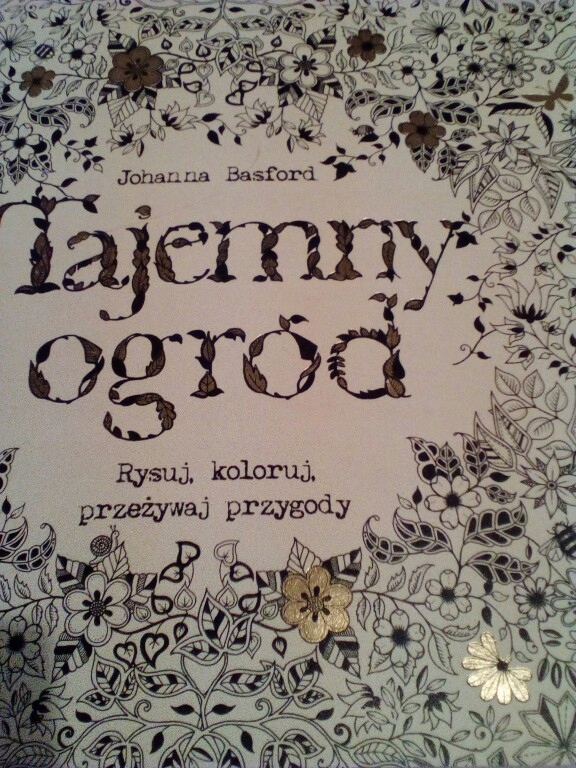 Johanna Basford
Tajemny
ogród
Rysuj, koloruj,
przeżywaj przygody